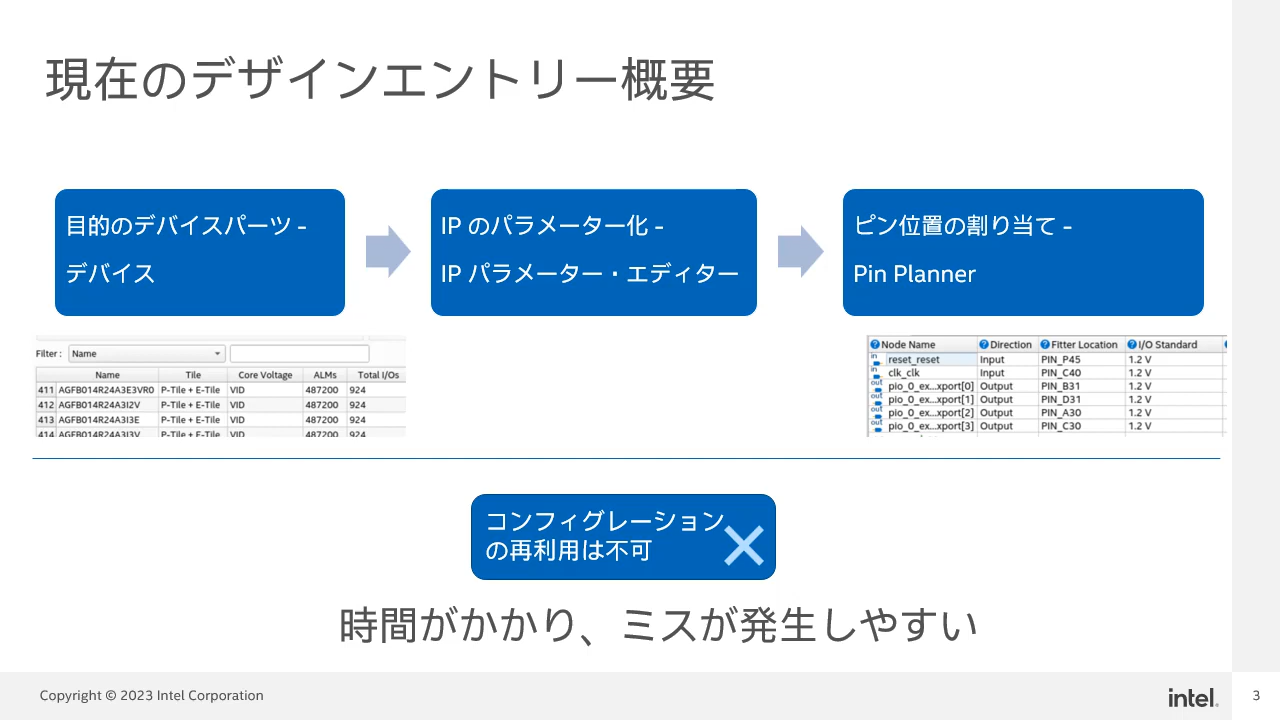 現在のデザインエントリー概要
目的のデバイスパーツ -
デバイス
IP のパラメーター化 -
IP パラメーター・エディター
ピン位置の割り当て -
Pin Planner
Filter : Name
Name Tile Core Voltage ALMs Total I/Os
411 AGFB014R24A3E3VR0 P-Tile + E-Tile VID 487200 924
412 AGFB014R24A3I2V P-Tile + E-Tile VID 487200 924
413 AGFB014R24A3I3E P-Tile + E-Tile VID 487200 924
414 AGFB014R24A3I3V P-Tile + E-Tile VID 487200 924
Node Name Direction Fitter Location I/O Standard
in reset_reset Input PIN_P45 1.2 V
in clk_clk Input PIN_C40 1.2 V
out pio_0_ex...xport[0] Output PIN_B31 1.2 V
out pio_0_ex...xport[1] Output PIN_D31 1.2 V
out pio_0_ex...xport[2] Output PIN_A30 1.2 V
out pio_0_ex...xport[3] Output PIN_C30 1.2 V
コンフィグレーション
の再利用は不可
時間がかかり、ミスが発生しやすい
Copyright © 2023 Intel Corporation
intel.
3